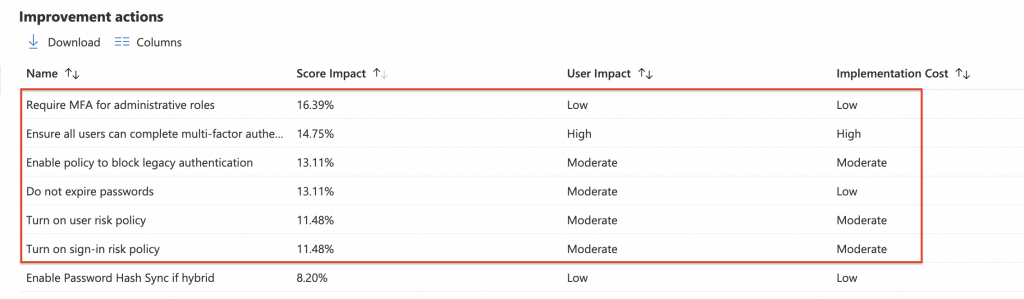 Improvement actions
Download Columns
Name Score Impact User Impact Implementation Cost
Require MFA for administrative roles 16.39% Low Low
Ensure all users can complete multi-factor authe... 14.75% High High
Enable policy to block legacy authentication 13.11% Moderate Moderate
Do not expire passwords 13.11% Moderate Low
Turn on user risk policy 11.48% Moderate Moderate
Turn on sign-in risk policy 11.48% Moderate Moderate
Enable Password Hash Sync if hybrid 8.20% Low Low